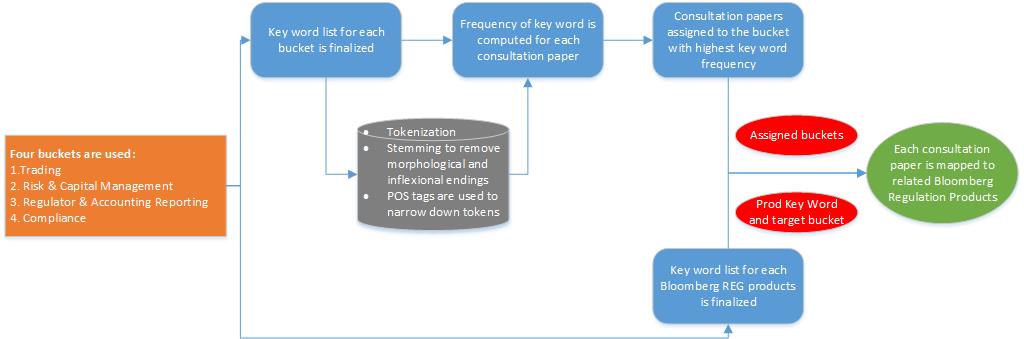 Key word list for each
bucket is finalized
Frequency of key word is
computed for each
consultation paper
Consultation papers
assigned to the bucket
with highest key word
frequency
• Tokenization
• Stemming to remove
morphological and
inflexional endings
• POS tags are used to
narrow down tokens
Four buckets are used:
1.Trading
2. Risk & Capital Management
3. Regulator & Accounting Reporting
4. Compliance
Assigned buckets
Prod Key Word
and target bucket
Each consultation
paper is mapped to
related Bloomberg
Regulation Products
Key word list for each
Bloomberg REG products
is finalized